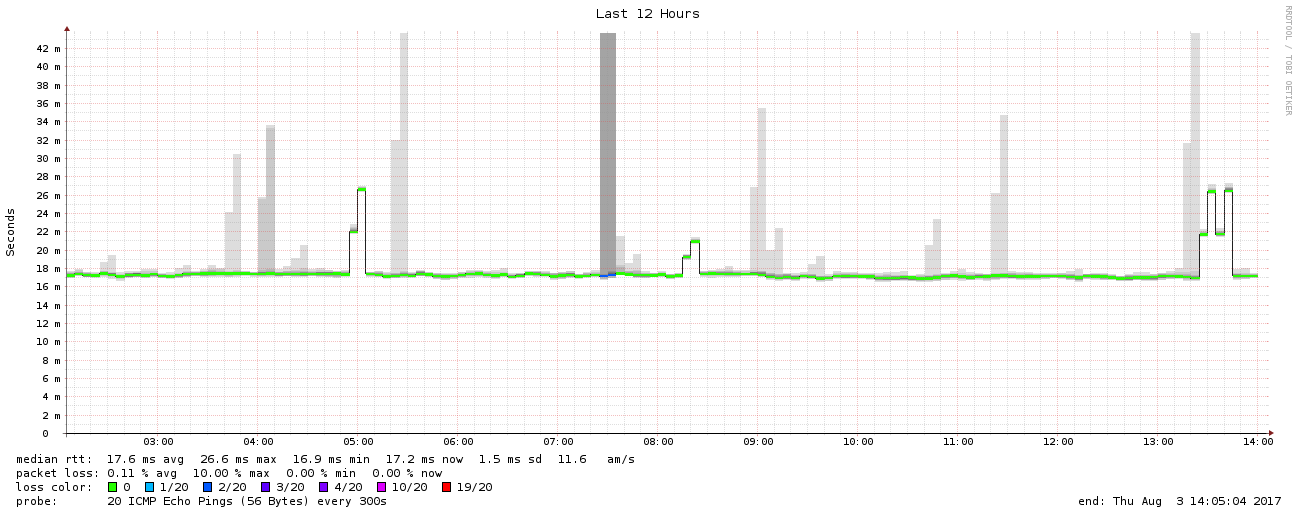 Last 12 Hours
RRDTOOL / TOBI OETIKER
Seconds
42 m
40 m
38 m
36 m
34 m
32 m
30 m
28 m
26 m
24 m
22 m
20 m
18 m
16 m
14 m
12 m
10 m
8 m
6 m
4 m
2 m
0
03:00 04:00 05:00 06:00 07:00 08:00 09:00 10:00 11:00 12:00 13:00 14:00
median rtt: 17.6 ms avg 26.6 ms max 16.9 ms min 17.2 ms now 1.5 ms sd 11.6 am/s
packet loss: 0.11 % avg 10.00 % max 0.00 % min 0.00 % now
loss color: 0 1/20 2/20 3/20 4/20 10/20 19/20
probe: 20 ICMP Echo Pings (56 Bytes) every 300s end: Thu Aug 3 14:05:04 2017